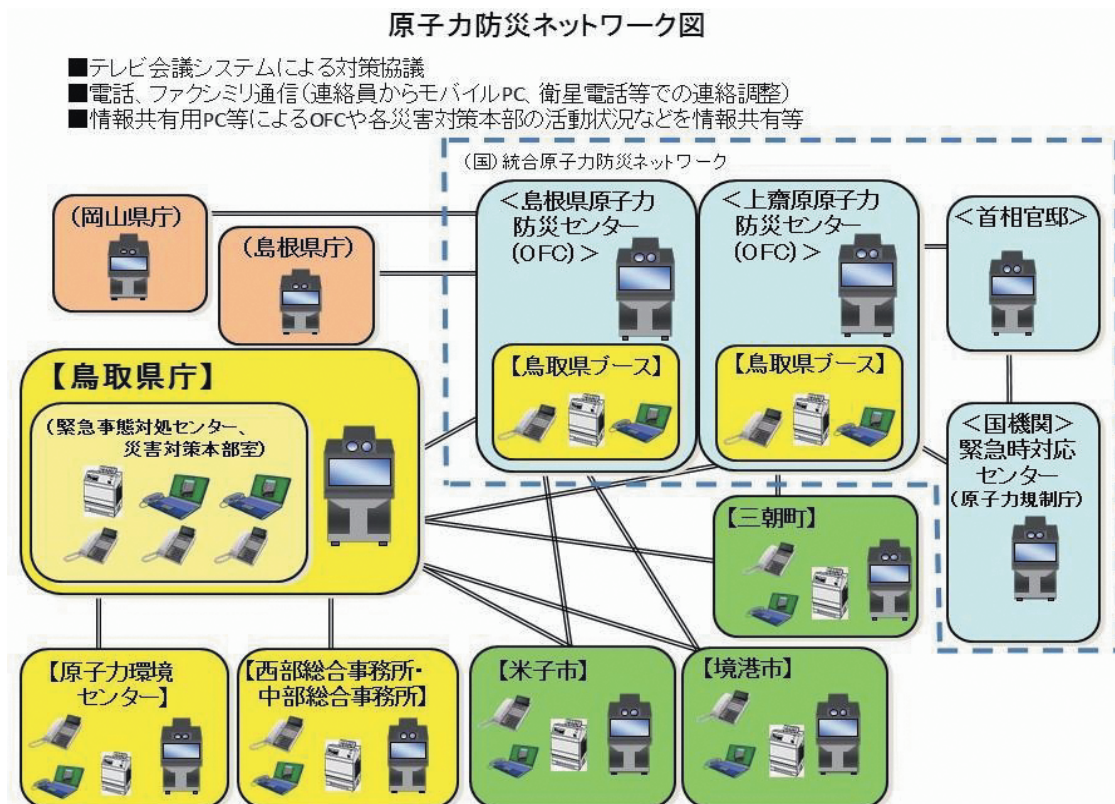 原子力防災ネットワーク図
■テレビ会議システムによる対策協議
■電話、ファクシミリ通信(連絡員からモバイルPC、衛星電話等での連絡調整)
■情報共有用PC等によるOFCや各災害対策本部の活動状況などを情報共有等
(国)統合原子力防災ネットワーク
(岡山県庁)
(島根県庁)
<島根県原子力
防災センター
(OFC)>
【鳥取県ブース】
<上齋原原子力
防災センター
(OFC)>
【鳥取県ブース】
<首相官邸>
【鳥取県庁】
(緊急事態対処センター、
災害対策本部室)
<国機関>
緊急時対応
センター
(原子力規制庁)
【三朝町】
【原子力環境
センター】
【西部総合事務所・
中部総合事務所】
【米子市】
【境港市】